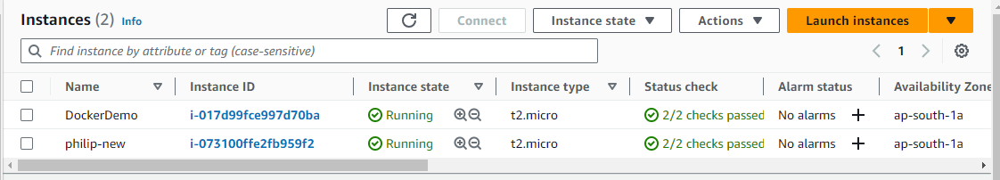 Instances (2) Info Connect Instance state Actions Launch instances
Find instance by attribute or tag (case-sensitive) 1
Name Instance ID Instance state Instance type Status check Alarm status Availability Zone
DockerDemo i-017d99fce997d70ba Running t2.micro 2/2 checks passed No alarms ap-south-1a
philip-new i-073100ffe2fb959f2 Running t2.micro 2/2 checks passed No alarms ap-south-1a